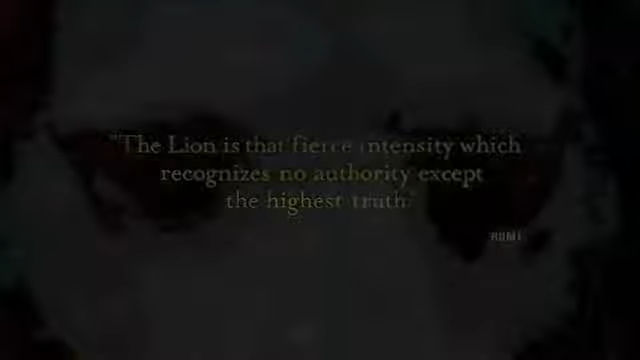 "The Lion is that fierce intensity which
recognizes no authority except
the highest truth."
RUMI